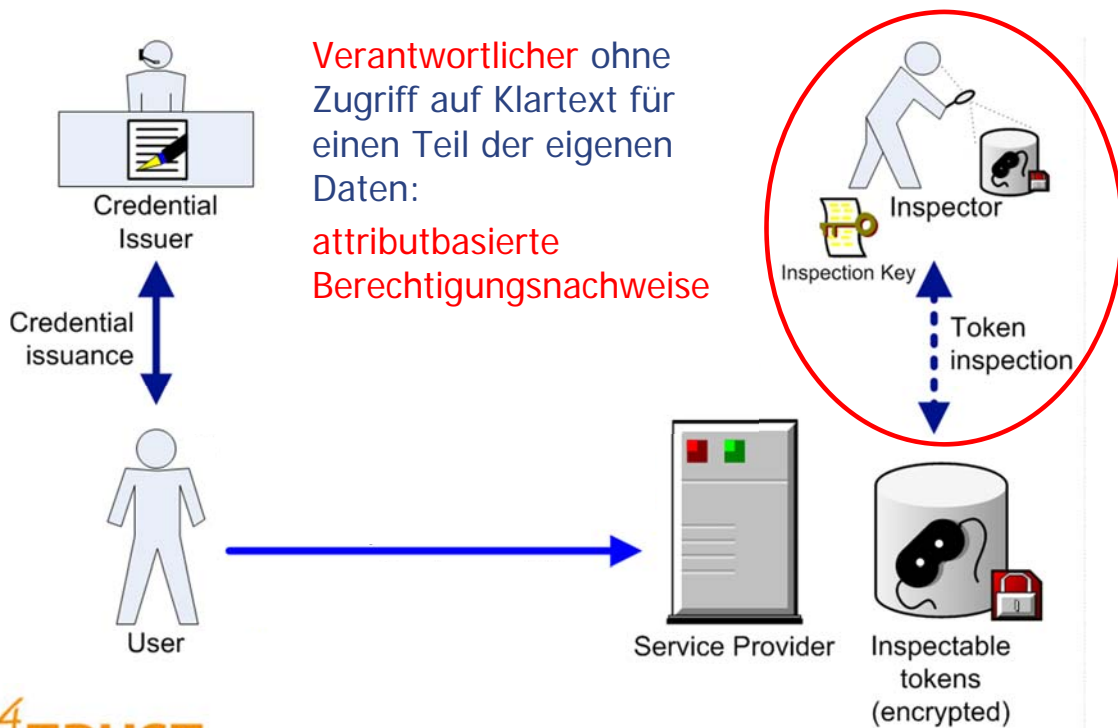 Verantwortlicher ohne
Zugriff auf Klartext für
einen Teil der eigenen
Daten:
attributbasierte
Berechtigungsnachweise
Credential
Issuer
Inspector
Inspection Key
Credential
issuance
Token
inspection
User
Service Provider
Inspectable
tokens
(encrypted)